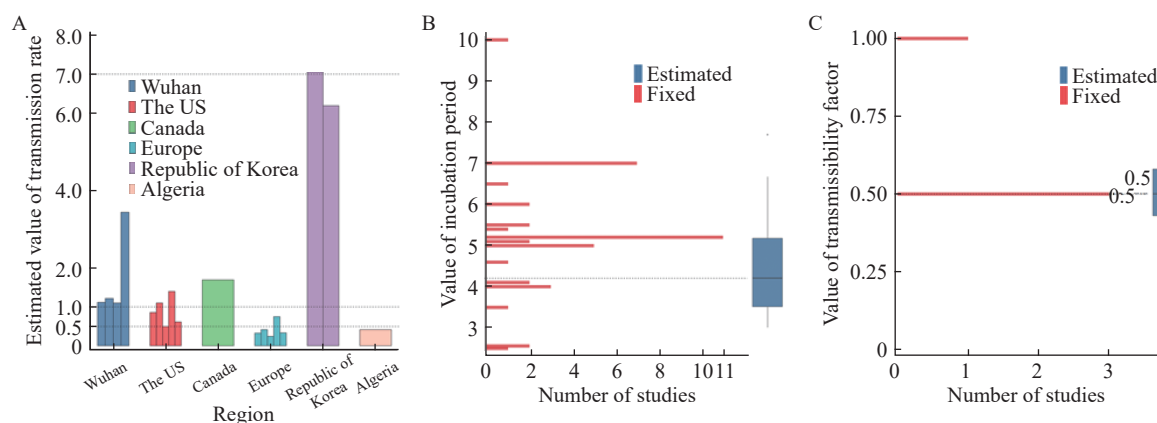 A
Estimated value of transmission rate
8.0
7.0
6.0
4.0
2.0
1.0
0.5
0
Wuhan
The US
Canada
Europe
Republic of Korea
Algeria
Wuhan
The US
Canada
Europe
Republic of
Korea
Algeria
Region
B
Value of incubation period
10
9
8
7
6
5
4
3
Estimated
Fixed
0
2
4
6
8
10
11
Number of studies
C
Value of transmissibility factor
1.00
0.75
0.50
0.25
0
Estimated
Fixed
0.5
0.5
0
1
2
3
Number of studies